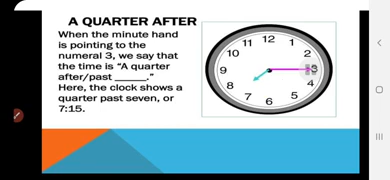 A QUARTER AFTER
When the minute hand
is pointing to the
numeral 3, we say that
the time is "A quarter
after/past _____."
Here, the clock shows a
quarter past seven, or
7:15.
12
11
1
10
2
9
3
8
4
7
5
6